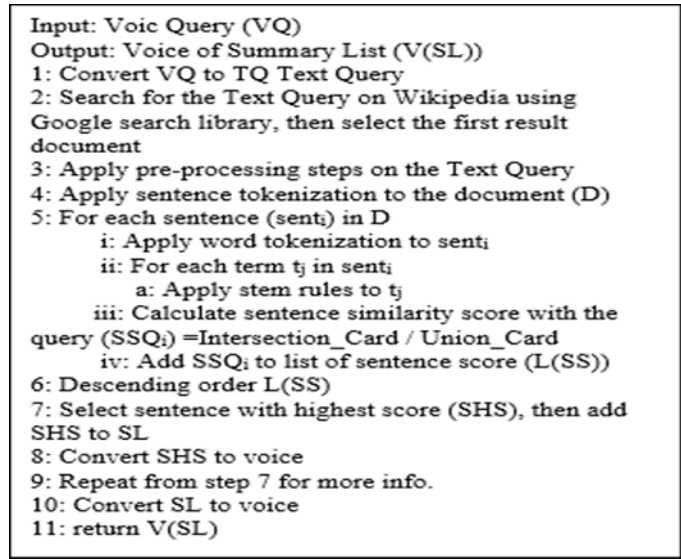 Input: Voic Query (VQ)
Output: Voice of Summary List (V(SL))
1: Convert VQ to TQ Text Query
2: Search for the Text Query on Wikipedia using
Google search library, then select the first result
document
3: Apply pre-processing steps on the Text Query
4: Apply sentence tokenization to the document (D)
5: For each sentence (sentᵢ) in D
i: Apply word tokenization to sentᵢ
ii: For each term tⱼ in sentᵢ
a: Apply stem rules to tⱼ
iii: Calculate sentence similarity score with the
query (SSQᵢ) =Intersection_Card / Union_Card
iv: Add SSQᵢ to list of sentence score (L(SS))
6: Descending order L(SS)
7: Select sentence with highest score (SHS), then add
SHS to SL
8: Convert SHS to voice
9: Repeat from step 7 for more info.
10: Convert SL to voice
11: return V(SL)